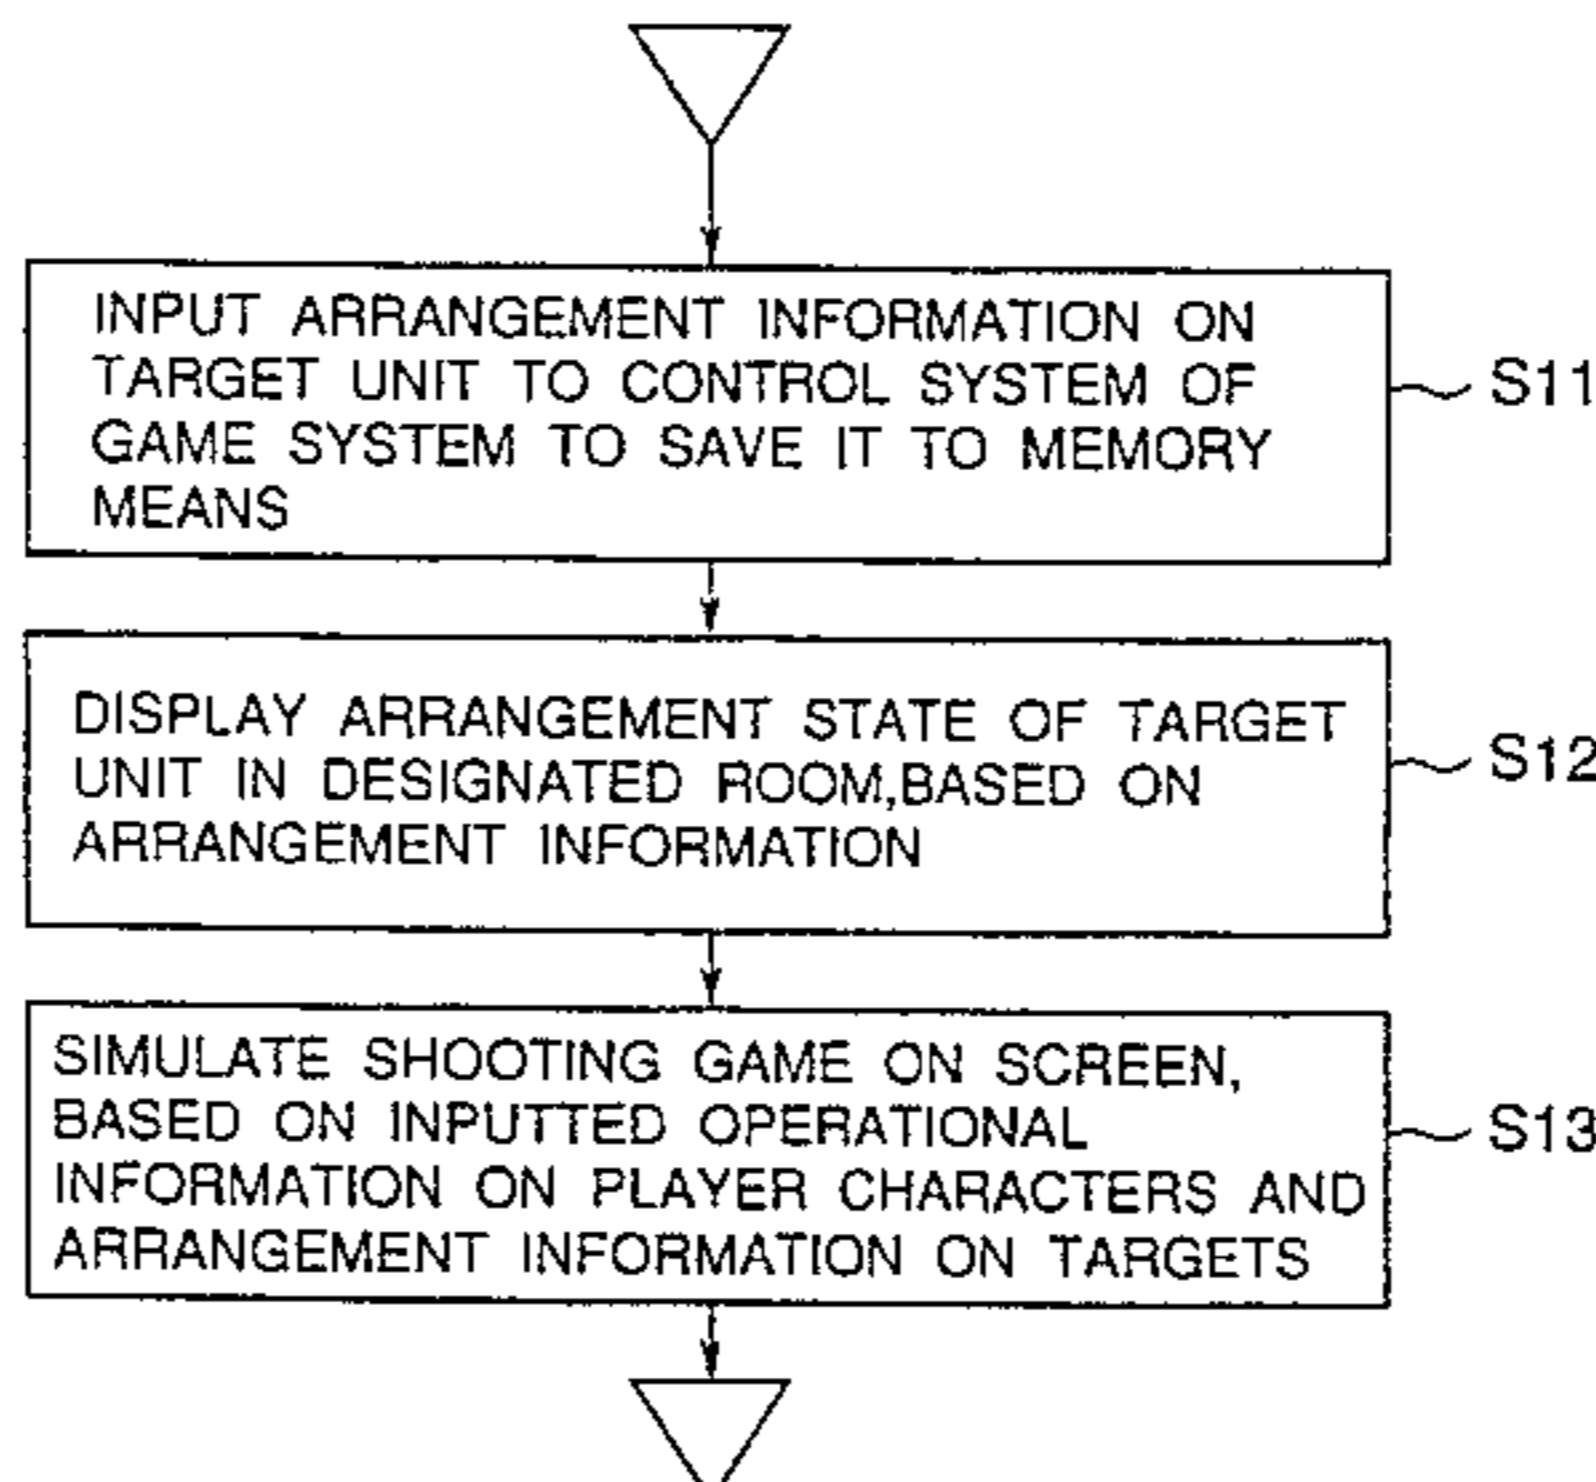 INPUT ARRANGEMENT INFORMATION ON
TARGET UNIT TO CONTROL SYSTEM OF
GAME SYSTEM TO SAVE IT TO MEMORY
MEANS
S11
DISPLAY ARRANGEMENT STATE OF TARGET
UNIT IN DESIGNATED ROOM,BASED ON
ARRANGEMENT INFORMATION
S12
SIMULATE SHOOTING GAME ON SCREEN,
BASED ON INPUTTED OPERATIONAL
INFORMATION ON PLAYER CHARACTERS AND
ARRANGEMENT INFORMATION ON TARGETS
S13